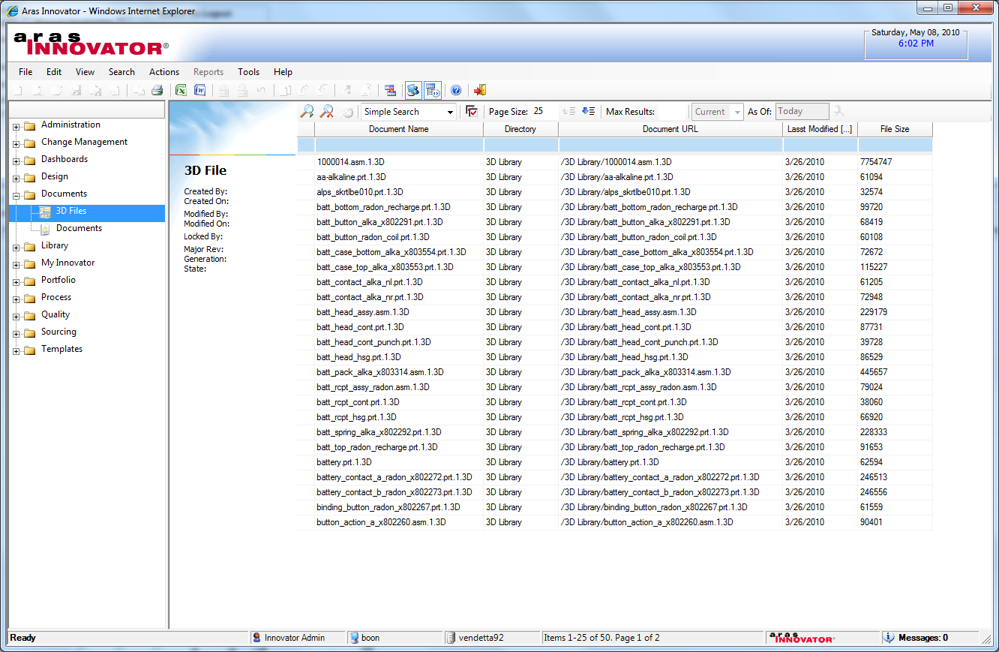 Aras Innovator - Windows Internet Explorer
aras
INNOVATOR®
Saturday, May 08, 2010
6:02 PM
File Edit View Search Actions Reports Tools Help
Simple Search Page Size: 25 Max Results: Current As Of: Today
Administration
Change Management
Dashboards
Design
Documents
3D Files
Documents
Library
My Innovator
Portfolio
Process
Quality
Sourcing
Templates
3D File
Created By:
Created On:
Modified By:
Modified On:
Locked By:
Major Rev:
Generation:
State:
Document Name Directory Document URL Lasst Modified [...] File Size
1000014.asm.1.3D 3D Library /3D Library/1000014.asm.1.3D 3/26/2010 7754747
aa-alkaline.prt.1.3D 3D Library /3D Library/aa-alkaline.prt.1.3D 3/26/2010 61094
alps_skrtlbe010.prt.1.3D 3D Library /3D Library/alps_skrtlbe010.prt.1.3D 3/26/2010 32574
batt_bottom_radon_recharge.prt.1.3D 3D Library /3D Library/batt_bottom_radon_recharge.prt.1.3D 3/26/2010 99720
batt_button_alka_x802291.prt.1.3D 3D Library /3D Library/batt_button_alka_x802291.prt.1.3D 3/26/2010 68419
batt_button_radon_coil.prt.1.3D 3D Library /3D Library/batt_button_radon_coil.prt.1.3D 3/26/2010 60108
batt_case_bottom_alka_x803554.prt.1.3D 3D Library /3D Library/batt_case_bottom_alka_x803554.prt.1.3D 3/26/2010 72672
batt_case_top_alka_x803553.prt.1.3D 3D Library /3D Library/batt_case_top_alka_x803553.prt.1.3D 3/26/2010 115227
batt_contact_alka_nl.prt.1.3D 3D Library /3D Library/batt_contact_alka_nl.prt.1.3D 3/26/2010 61205
batt_contact_alka_nr.prt.1.3D 3D Library /3D Library/batt_contact_alka_nr.prt.1.3D 3/26/2010 72948
batt_head_assy.asm.1.3D 3D Library /3D Library/batt_head_assy.asm.1.3D 3/26/2010 229179
batt_head_cont.prt.1.3D 3D Library /3D Library/batt_head_cont.prt.1.3D 3/26/2010 87731
batt_head_cont_punch.prt.1.3D 3D Library /3D Library/batt_head_cont_punch.prt.1.3D 3/26/2010 39728
batt_head_hsg.prt.1.3D 3D Library /3D Library/batt_head_hsg.prt.1.3D 3/26/2010 86529
batt_pack_alka_x803314.asm.1.3D 3D Library /3D Library/batt_pack_alka_x803314.asm.1.3D 3/26/2010 445657
batt_rcpt_assy_radon.asm.1.3D 3D Library /3D Library/batt_rcpt_assy_radon.asm.1.3D 3/26/2010 79024
batt_rcpt_cont.prt.1.3D 3D Library /3D Library/batt_rcpt_cont.prt.1.3D 3/26/2010 38060
batt_rcpt_hsg.prt.1.3D 3D Library /3D Library/batt_rcpt_hsg.prt.1.3D 3/26/2010 66920
batt_spring_alka_x802292.prt.1.3D 3D Library /3D Library/batt_spring_alka_x802292.prt.1.3D 3/26/2010 228333
batt_top_radon_recharge.prt.1.3D 3D Library /3D Library/batt_top_radon_recharge.prt.1.3D 3/26/2010 91653
battery.prt.1.3D 3D Library /3D Library/battery.prt.1.3D 3/26/2010 62594
battery_contact_a_radon_x802272.prt.1.3D 3D Library /3D Library/battery_contact_a_radon_x802272.prt.1.3D 3/26/2010 246513
battery_contact_b_radon_x802273.prt.1.3D 3D Library /3D Library/battery_contact_b_radon_x802273.prt.1.3D 3/26/2010 246556
binding_button_radon_x802267.prt.1.3D 3D Library /3D Library/binding_button_radon_x802267.prt.1.3D 3/26/2010 61559
button_action_a_x802260.asm.1.3D 3D Library /3D Library/button_action_a_x802260.asm.1.3D 3/26/2010 90401
Ready Innovator Admin boon vendetta92 Items 1-25 of 50. Page 1 of 2 aras INNOVATOR Messages: 0